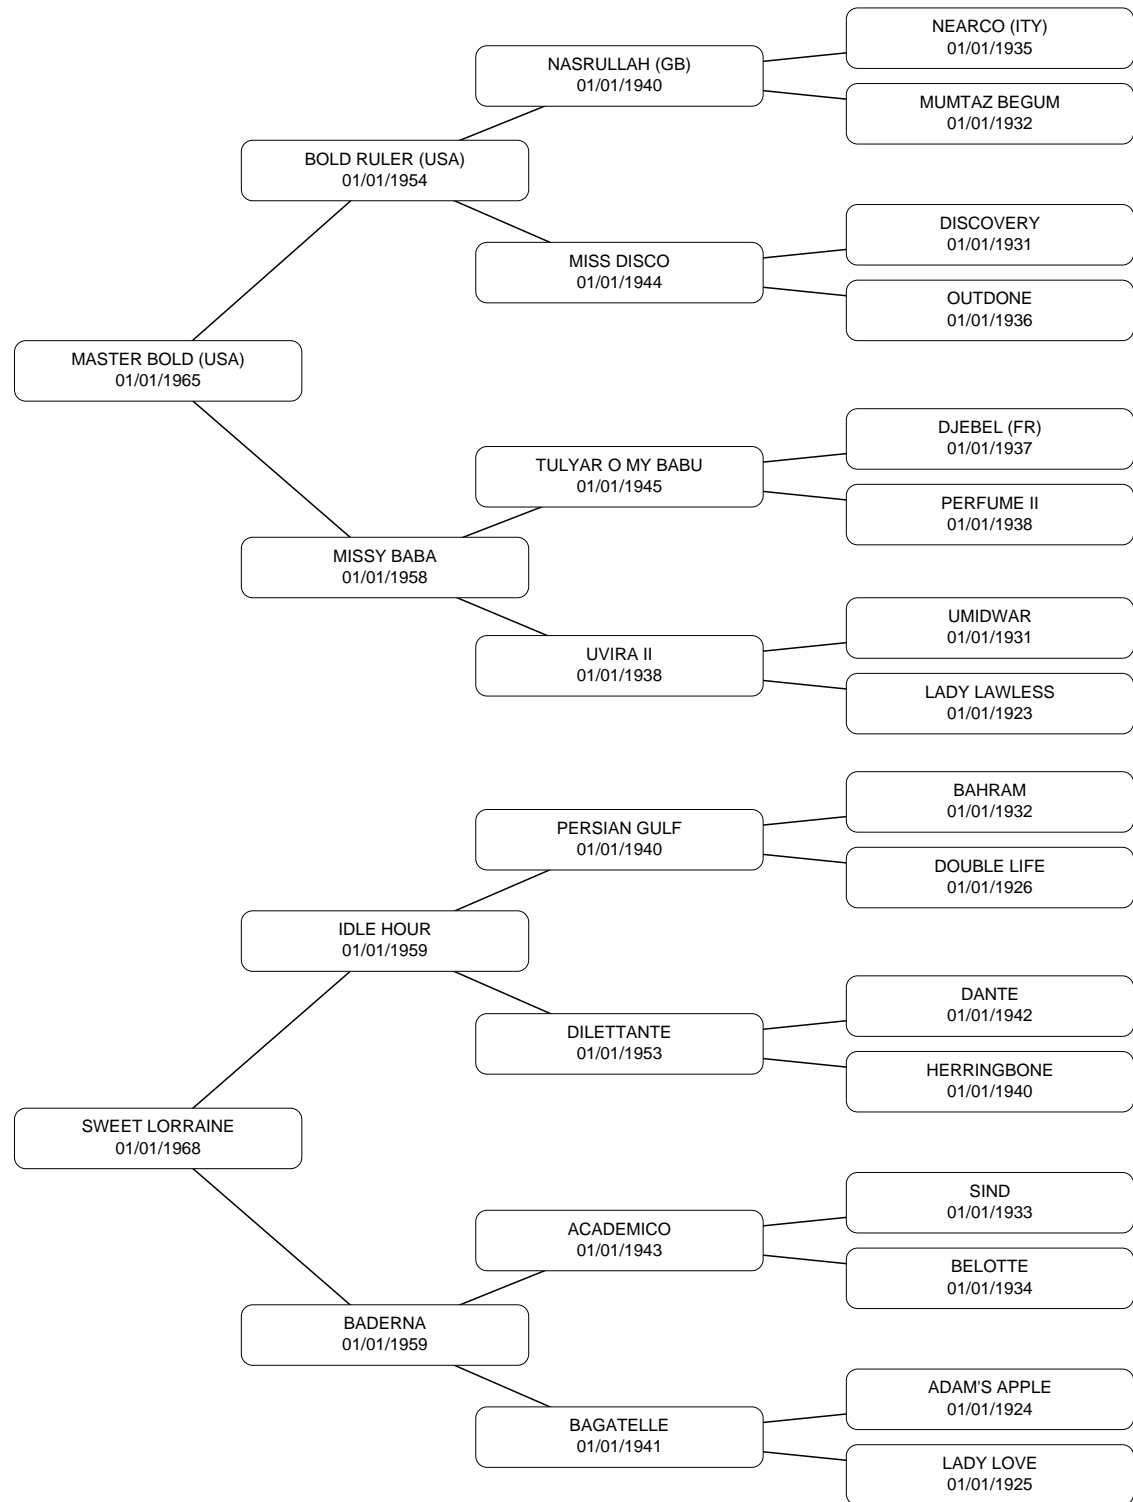 NEARCO (ITY)
01/01/1935
NASRULLAH (GB)
01/01/1940
MUMTAZ BEGUM
01/01/1932
BOLD RULER (USA)
01/01/1954
DISCOVERY
01/01/1931
MISS DISCO
01/01/1944
OUTDONE
01/01/1936
MASTER BOLD (USA)
01/01/1965
DJEBEL (FR)
01/01/1937
TULYAR O MY BABU
01/01/1945
PERFUME II
01/01/1938
MISSY BABA
01/01/1958
UMIDWAR
01/01/1931
UVIRA II
01/01/1938
LADY LAWLESS
01/01/1923
BAHRAM
01/01/1932
PERSIAN GULF
01/01/1940
DOUBLE LIFE
01/01/1926
IDLE HOUR
01/01/1959
DANTE
01/01/1942
DILETTANTE
01/01/1953
HERRINGBONE
01/01/1940
SWEET LORRAINE
01/01/1968
SIND
01/01/1933
ACADEMICO
01/01/1943
BELOTTE
01/01/1934
BADERNA
01/01/1959
ADAM'S APPLE
01/01/1924
BAGATELLE
01/01/1941
LADY LOVE
01/01/1925